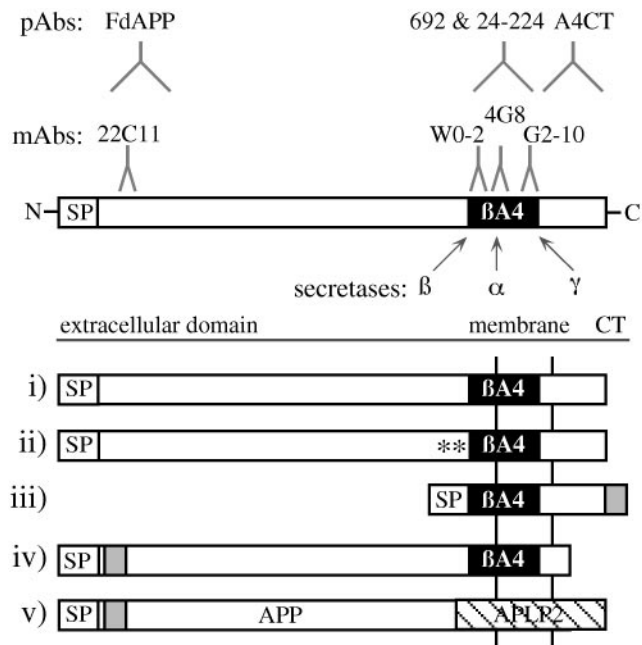 pAbs: FdAPP 692 & 24-224 A4CT
4G8
mAbs: 22C11 W0-2 G2-10
N SP ßA4 C
secretases: ß α γ
extracellular domain membrane CT
i) SP ßA4
ii) SP ** ßA4
iii) SP ßA4
iv) SP ßA4
v) SP APP APLP2